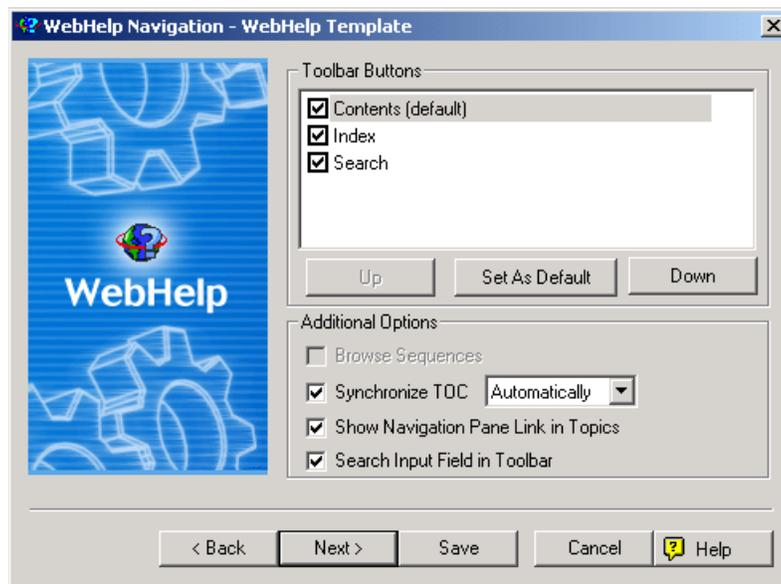 WebHelp Navigation - WebHelp Template
WebHelp
Toolbar Buttons
Contents (default)
Index
Search
Up
Set As Default
Down
Additional Options
Browse Sequences
Synchronize TOC Automatically
Show Navigation Pane Link in Topics
Search Input Field in Toolbar
< Back
Next >
Save
Cancel
Help